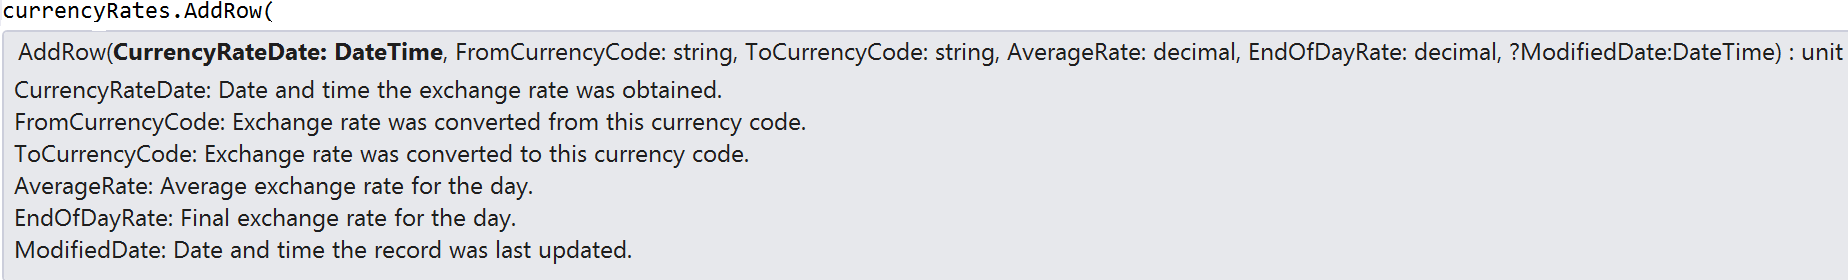 currencyRates.AddRow(
AddRow(CurrencyRateDate: DateTime, FromCurrencyCode: string, ToCurrencyCode: string, AverageRate: decimal, EndOfDayRate: decimal, ?ModifiedDate:DateTime) : unit
CurrencyRateDate: Date and time the exchange rate was obtained.
FromCurrencyCode: Exchange rate was converted from this currency code.
ToCurrencyCode: Exchange rate was converted to this currency code.
AverageRate: Average exchange rate for the day.
EndOfDayRate: Final exchange rate for the day.
ModifiedDate: Date and time the record was last updated.